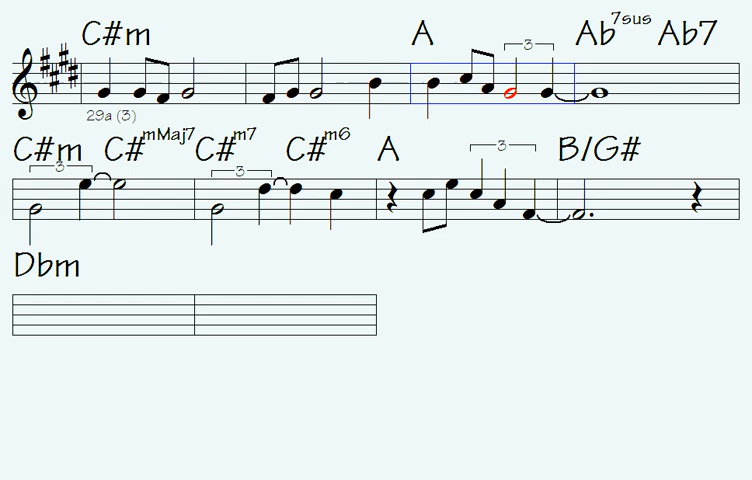 C#m A Ab7sus Ab7
3
29a (3)
C#m C#mMaj7 C#m7 C#m6 A B/G#
3 3 3
Dbm